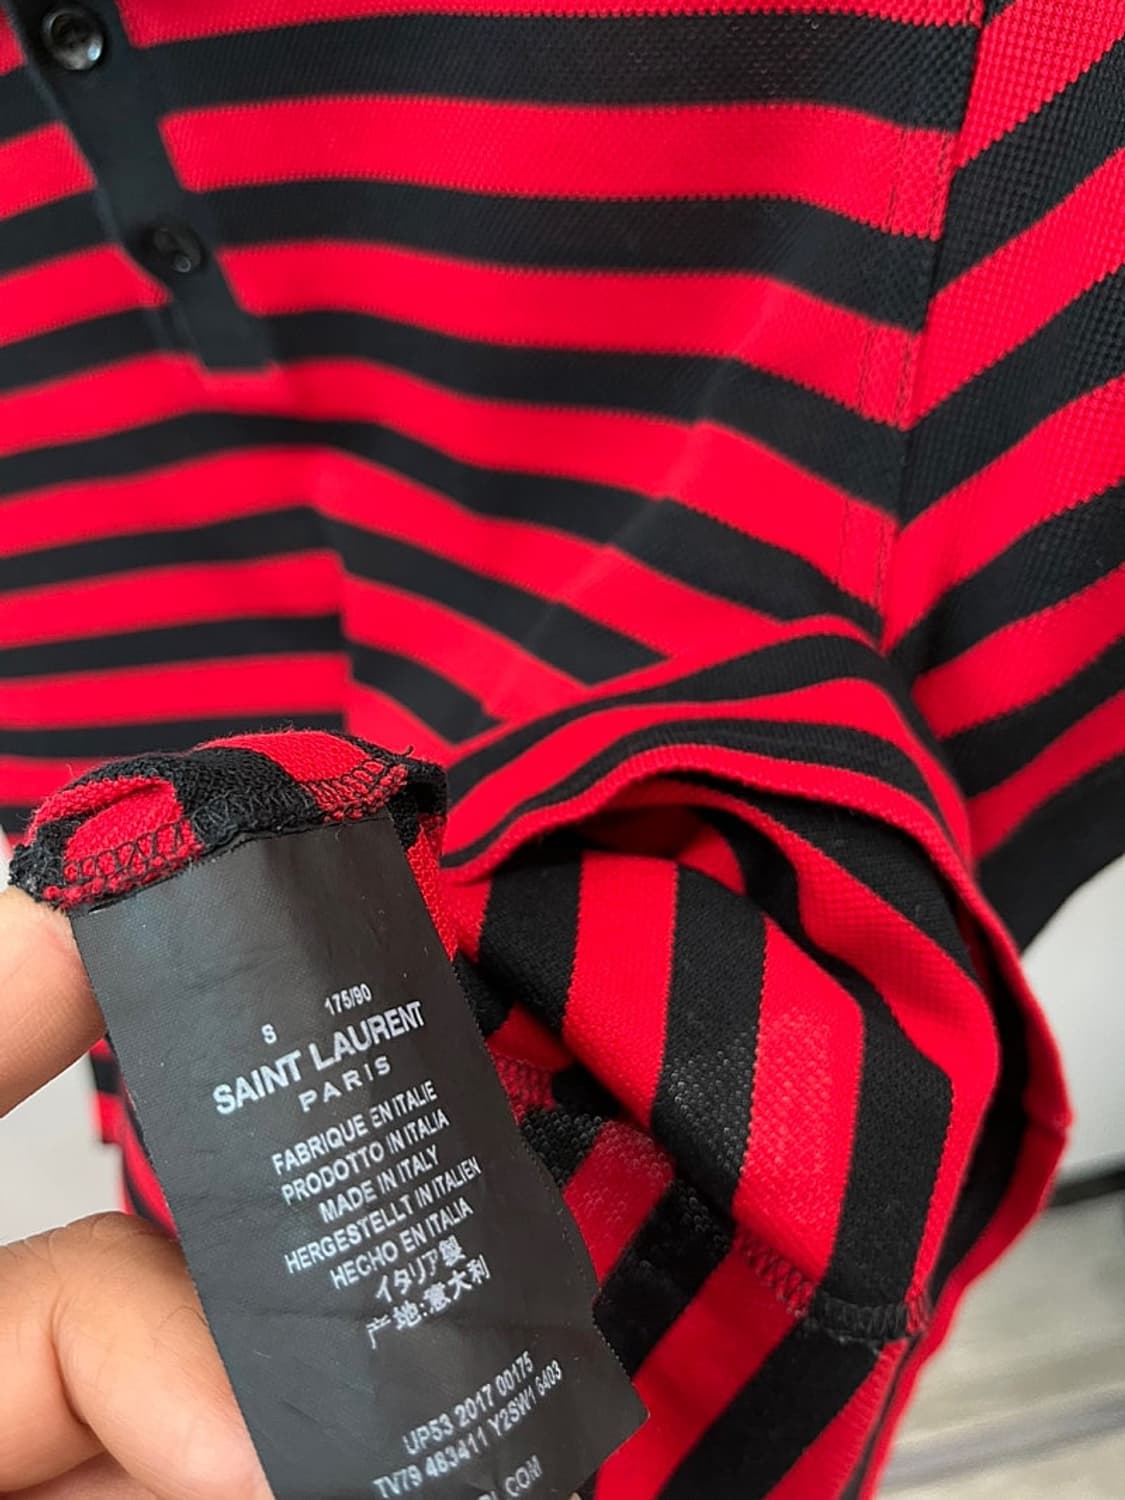 S 175/90
SAINT LAURENT
PARIS
FABRIQUE EN ITALIE
PRODOTTO IN ITALIA
MADE IN ITALY
HERGESTELLT IN ITALIEN
HECHO EN ITALIA
イタリア製
产地:意大利
UP53 2017 00175
TV79 483411 Y2SW1 6403
.COM